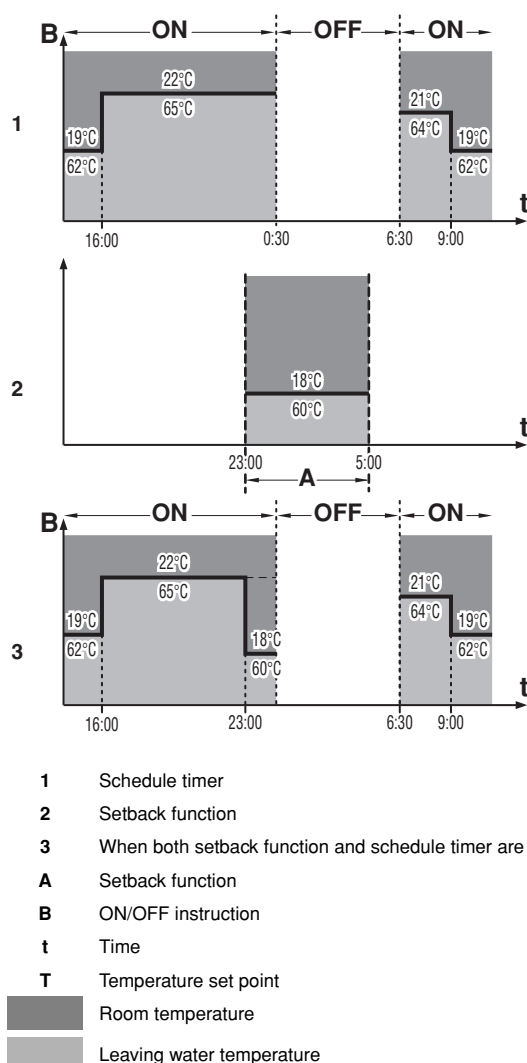 B ON OFF ON
22°C
65°C
21°C
64°C
1
19°C
62°C
19°C
62°C
t
16:00 0:30 6:30 9:00
2
18°C
60°C
t
23:00 5:00
A
B ON OFF ON
22°C
65°C
21°C
64°C
3
19°C
62°C
18°C
60°C
19°C
62°C
t
16:00 23:00 6:30 9:00
1 Schedule timer
2 Setback function
3 When both setback function and schedule timer are
A Setback function
B ON/OFF instruction
t Time
T Temperature set point
Room temperature
Leaving water temperature